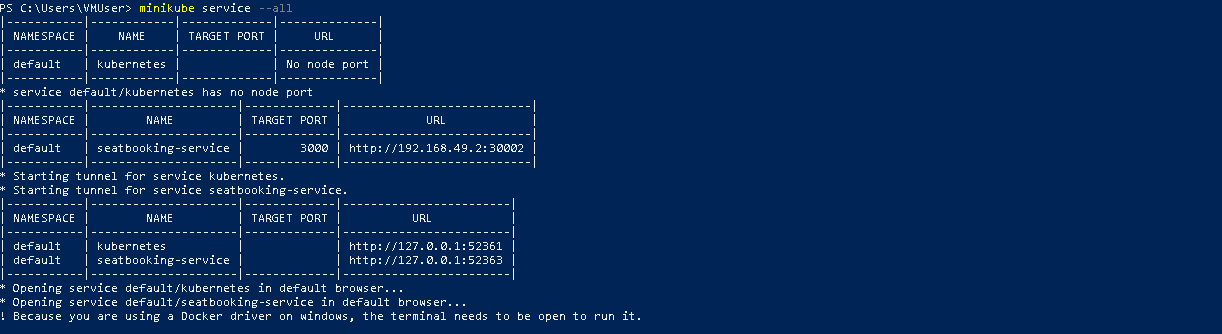 PS C:\Users\VMUser> minikube service --all
|-----------|------------|-------------|--------------|
| NAMESPACE |    NAME    | TARGET PORT |     URL      |
|-----------|------------|-------------|--------------|
| default   | kubernetes |             | No node port |
|-----------|------------|-------------|--------------|
* service default/kubernetes has no node port
|-----------|---------------------|-------------|---------------------------|
| NAMESPACE |        NAME         | TARGET PORT |            URL            |
|-----------|---------------------|-------------|---------------------------|
| default   | seatbooking-service |        3000 | http://192.168.49.2:30002 |
|-----------|---------------------|-------------|---------------------------|
* Starting tunnel for service kubernetes.
* Starting tunnel for service seatbooking-service.
|-----------|---------------------|-------------|------------------------|
| NAMESPACE |        NAME         | TARGET PORT |          URL           |
|-----------|---------------------|-------------|------------------------|
| default   | kubernetes          |             | http://127.0.0.1:52361 |
| default   | seatbooking-service |             | http://127.0.0.1:52363 |
|-----------|---------------------|-------------|------------------------|
* Opening service default/kubernetes in default browser...
* Opening service default/seatbooking-service in default browser...
! Because you are using a Docker driver on windows, the terminal needs to be open to run it.